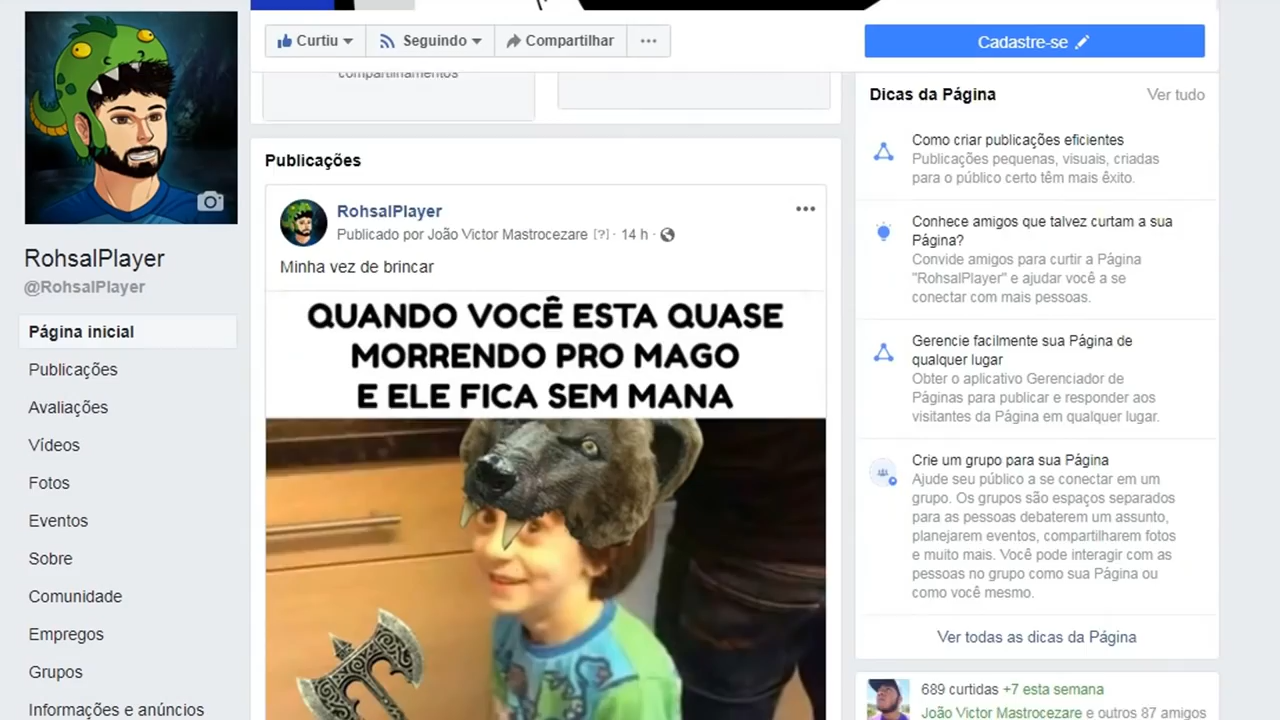 Curtiu
Seguindo
Compartilhar
Cadastre-se
compartilhamentos
RohsalPlayer
@RohsalPlayer
Página inicial
Publicações
Avaliações
Vídeos
Fotos
Eventos
Sobre
Comunidade
Empregos
Grupos
Informações e anúncios
Publicações
RohsalPlayer
Publicado por João Victor Mastrocezare [?] · 14 h ·
Minha vez de brincar
QUANDO VOCÊ ESTA QUASE
MORRENDO PRO MAGO
E ELE FICA SEM MANA
Dicas da Página
Ver tudo
Como criar publicações eficientes
Publicações pequenas, visuais, criadas
para o público certo têm mais êxito.
Conhece amigos que talvez curtam a sua
Página?
Convide amigos para curtir a Página
"RohsalPlayer" e ajudar você a se
conectar com mais pessoas.
Gerencie facilmente sua Página de
qualquer lugar
Obter o aplicativo Gerenciador de
Páginas para publicar e responder aos
visitantes da Página em qualquer lugar.
Crie um grupo para sua Página
Ajude seu público a se conectar em um
grupo. Os grupos são espaços separados
para as pessoas debaterem um assunto,
planejarem eventos, compartilharem fotos
e muito mais. Você pode interagir com as
pessoas no grupo como sua Página ou
como você mesmo.
Ver todas as dicas da Página
689 curtidas +7 esta semana
João Victor Mastrocezare e outros 87 amigos